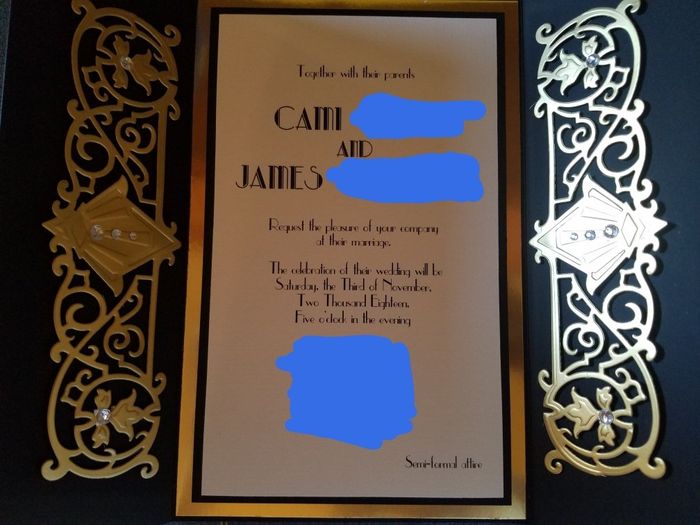 Together with their parents
CAMI
AND
JAMES
Request the pleasure of your company
at their marriage.
The celebration of their wedding will be
Saturday, the Third of November,
Two Thousand Eighteen,
Five o'clock in the evening
Semi-formal attire